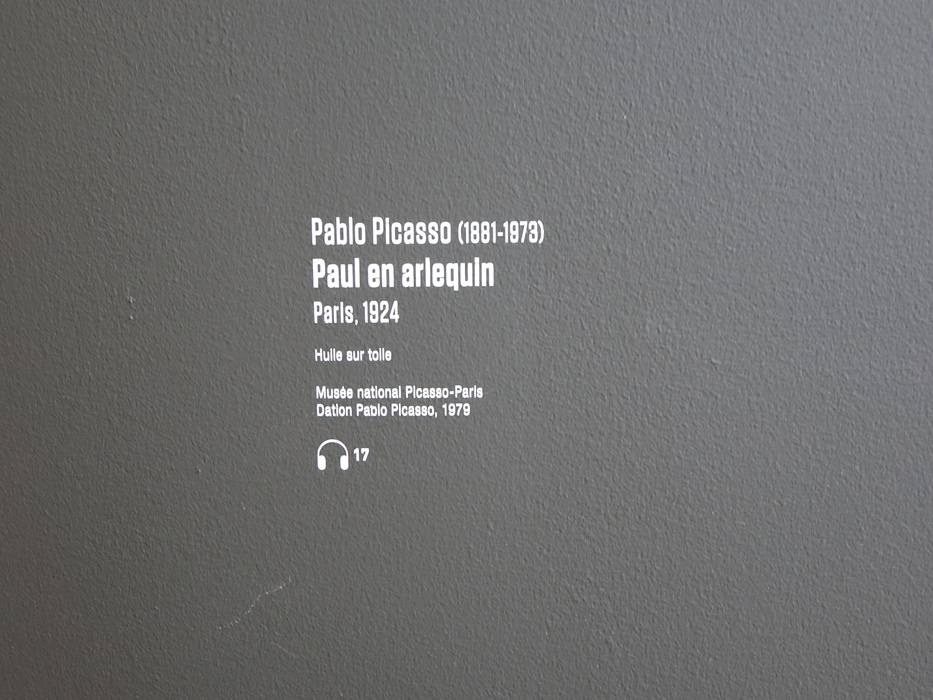 Pablo Picasso (1881-1973)
Paul en arlequin
Paris, 1924
Huile sur toile
Musée national Picasso-Paris
Dation Pablo Picasso, 1979
17